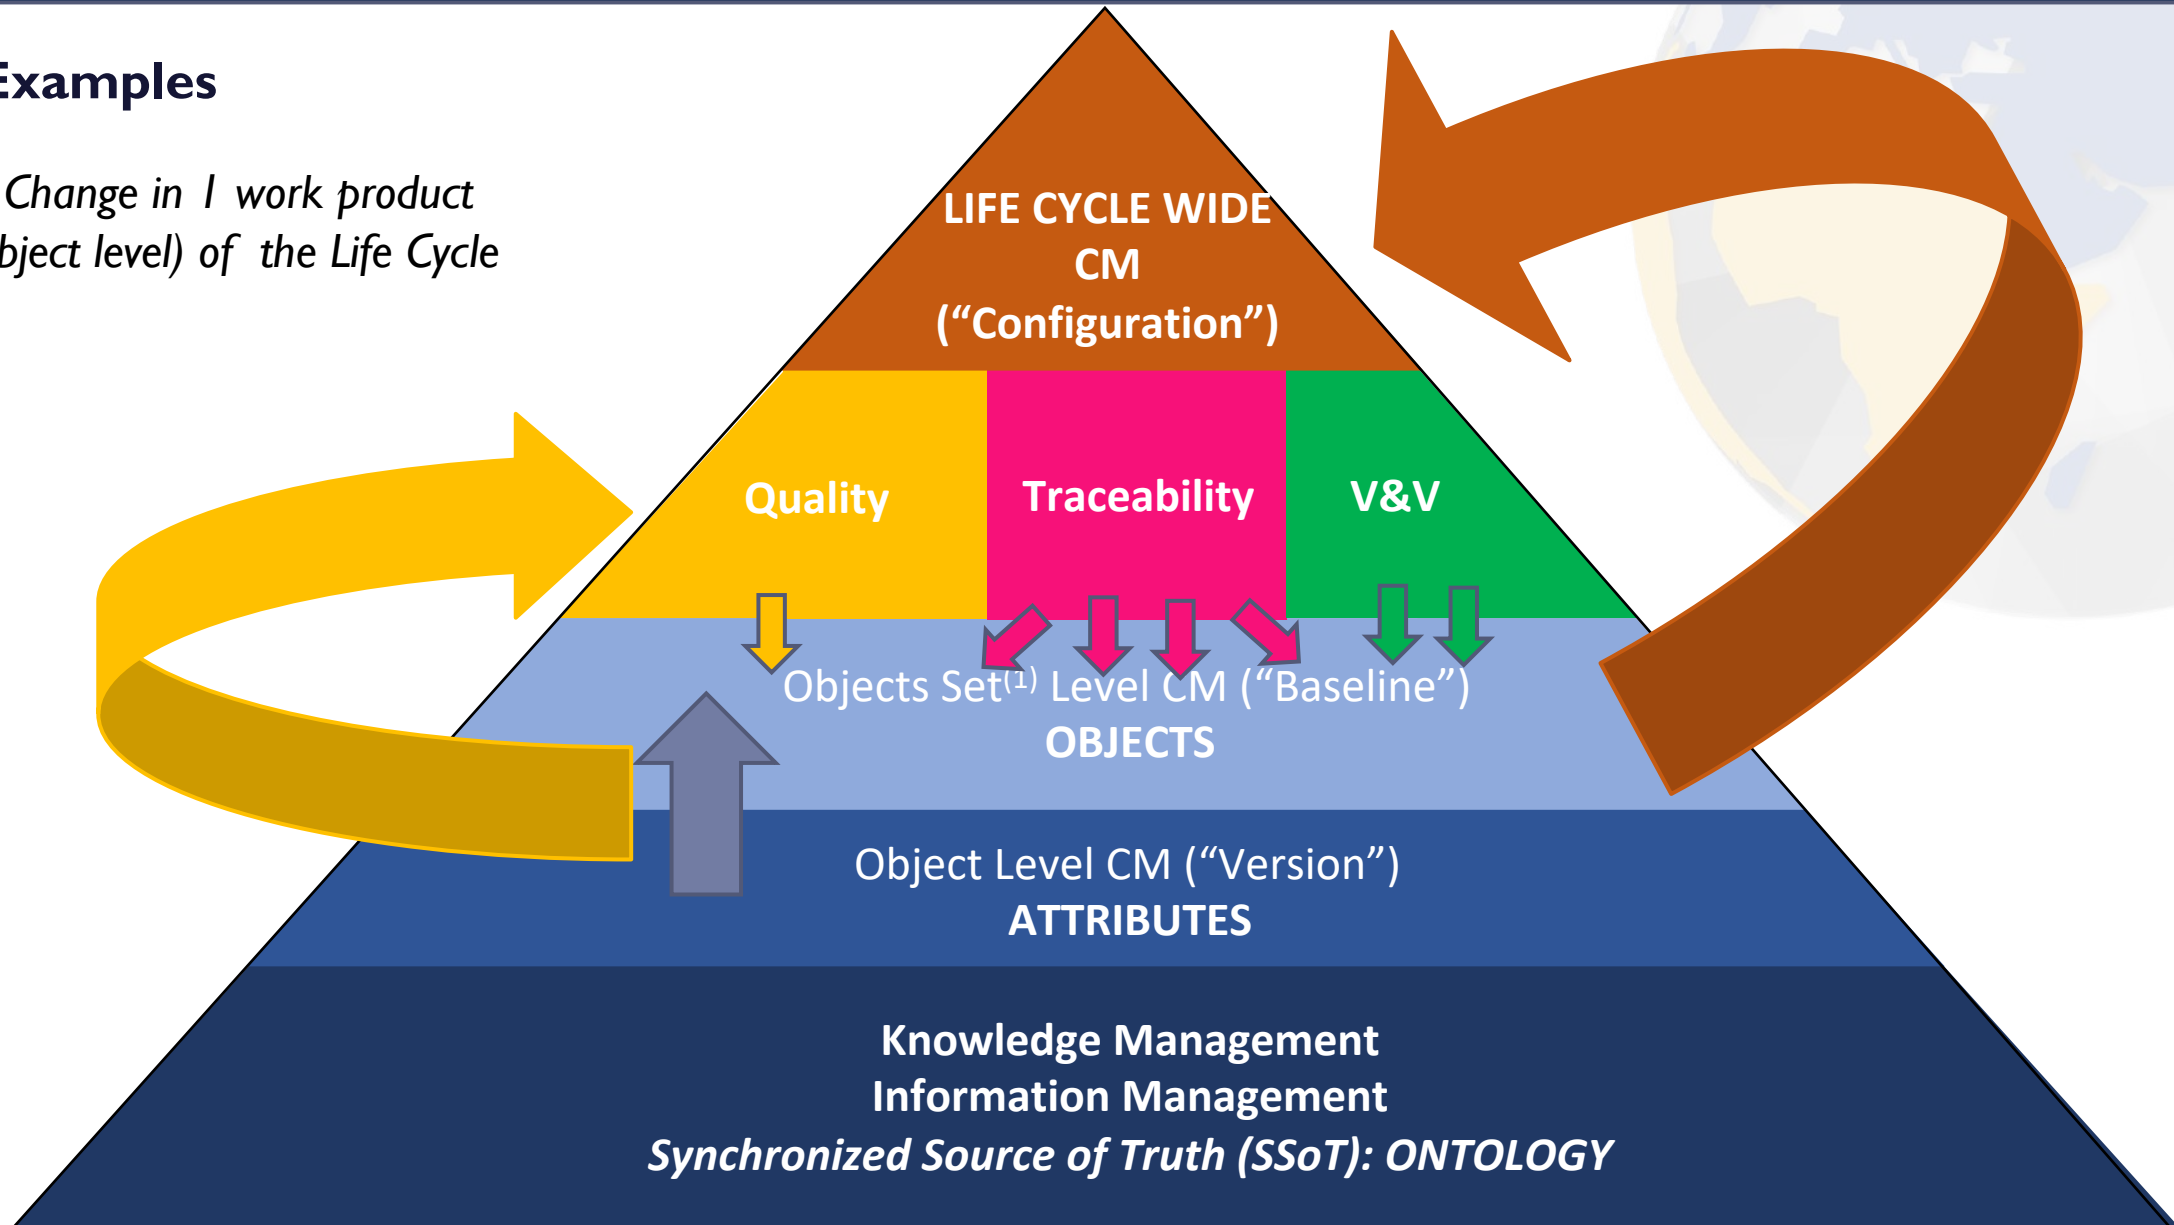 Examples
Change in 1 work product
bject level) of the Life Cycle
LIFE CYCLE WIDE
CM
(“Configuration”)
Quality
Traceability
V&V
Objects Set(1) Level CM (“Baseline”)
OBJECTS
Object Level CM (“Version”)
ATTRIBUTES
Knowledge Management
Information Management
Synchronized Source of Truth (SSoT): ONTOLOGY